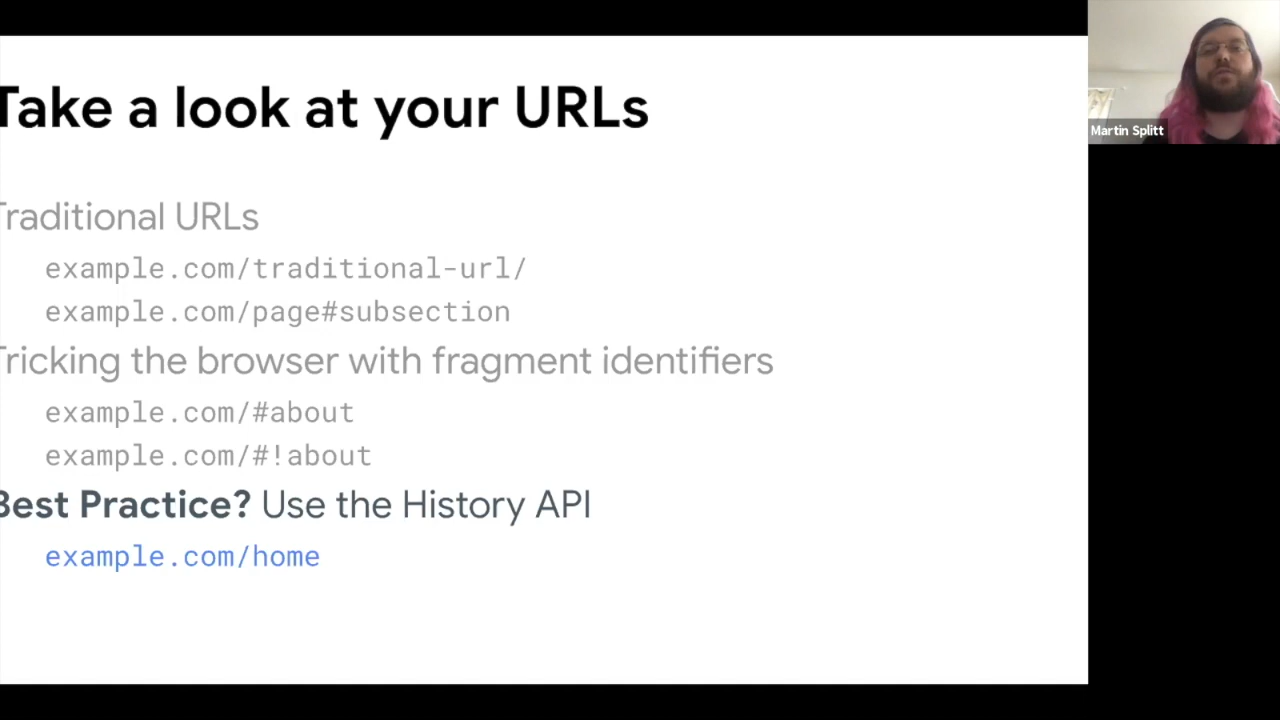 Take a look at your URLs
Martin Splitt
Traditional URLs
example.com/traditional-url/
example.com/page#subsection
Tricking the browser with fragment identifiers
example.com/#about
example.com/#!about
Best Practice? Use the History API
example.com/home